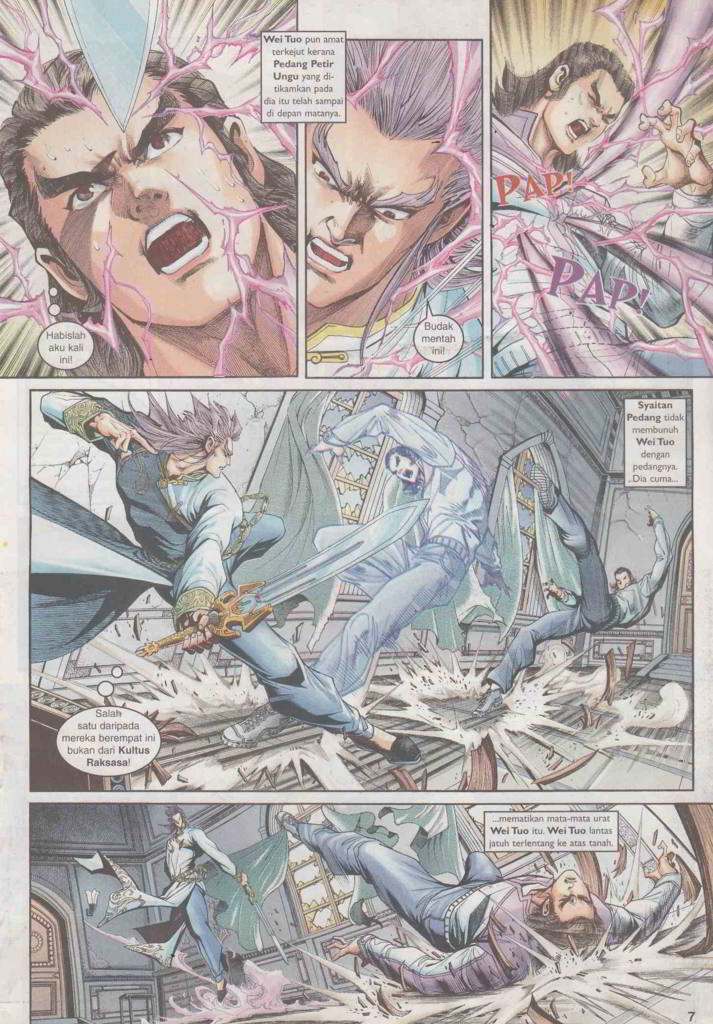 Wei Tuo pun amat
terkejut kerana
Pedang Petir
Ungu yang di-
tikamkan pada
dia itu telah sampai
di depan matanya.
Habislah
aku kali
ini!
Budak
mentah
ini!
PAP!
PAP!
Syaitan
Pedang tidak
membunuh
Wei Tuo
dengan
pedangnya.
Dia cuma...
Salah
satu daripada
mereka berempat ini
bukan dari Kultus
Raksasa!
...mematikan mata-mata urat
Wei Tuo itu. Wei Tuo lantas
jatuh terlentang ke atas tanah.
!!
7